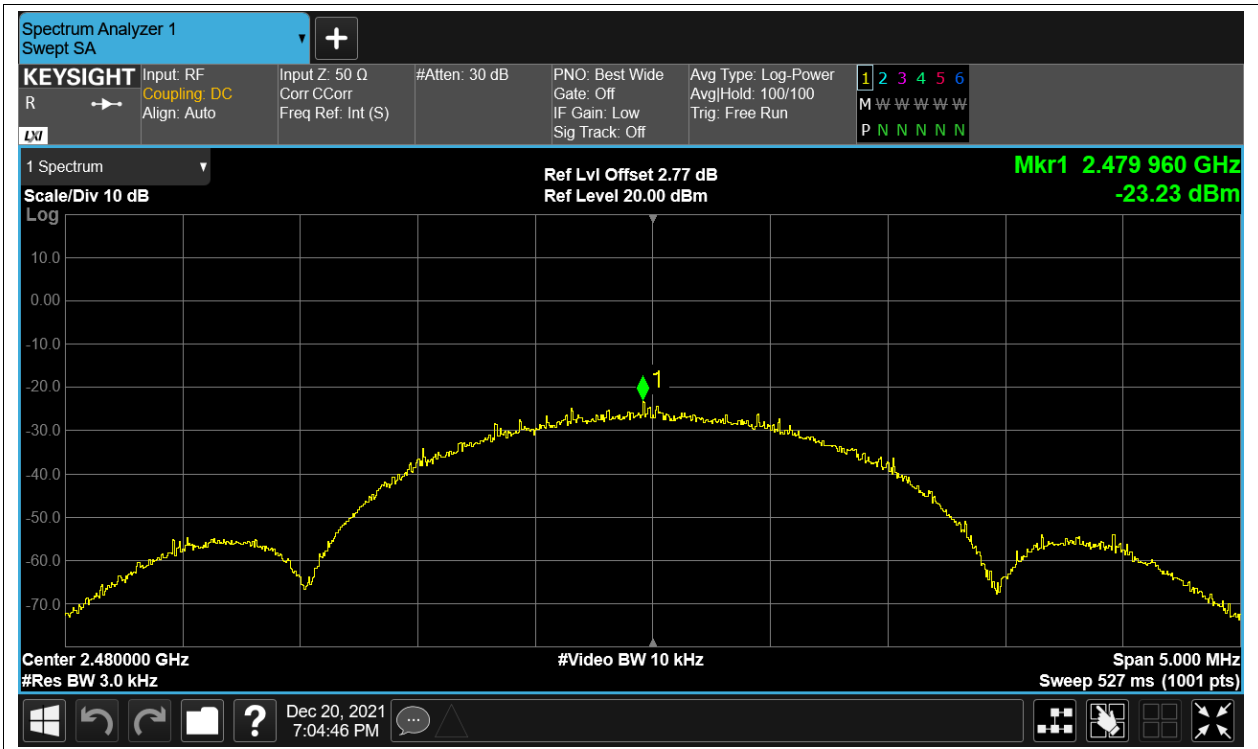 Spectrum Analyzer 1
Swept SA
KEYSIGHT
R
LXI
Input: RF
Coupling: DC
Align: Auto
Input Z: 50 Ω
Corr CCorr
Freq Ref: Int (S)
#Atten: 30 dB
PNO: Best Wide
Gate: Off
IF Gain: Low
Sig Track: Off
Avg Type: Log-Power
Avg|Hold: 100/100
Trig: Free Run
1 2 3 4 5 6
M W W W W W
P N N N N N
1 Spectrum
Scale/Div 10 dB
Log
Ref Lvl Offset 2.77 dB
Ref Level 20.00 dBm
Mkr1 2.479 960 GHz
-23.23 dBm
10.0
0.00
-10.0
-20.0
-30.0
-40.0
-50.0
-60.0
-70.0
1
Center 2.480000 GHz
#Res BW 3.0 kHz
#Video BW 10 kHz
Span 5.000 MHz
Sweep 527 ms (1001 pts)
?
Dec 20, 2021
7:04:46 PM